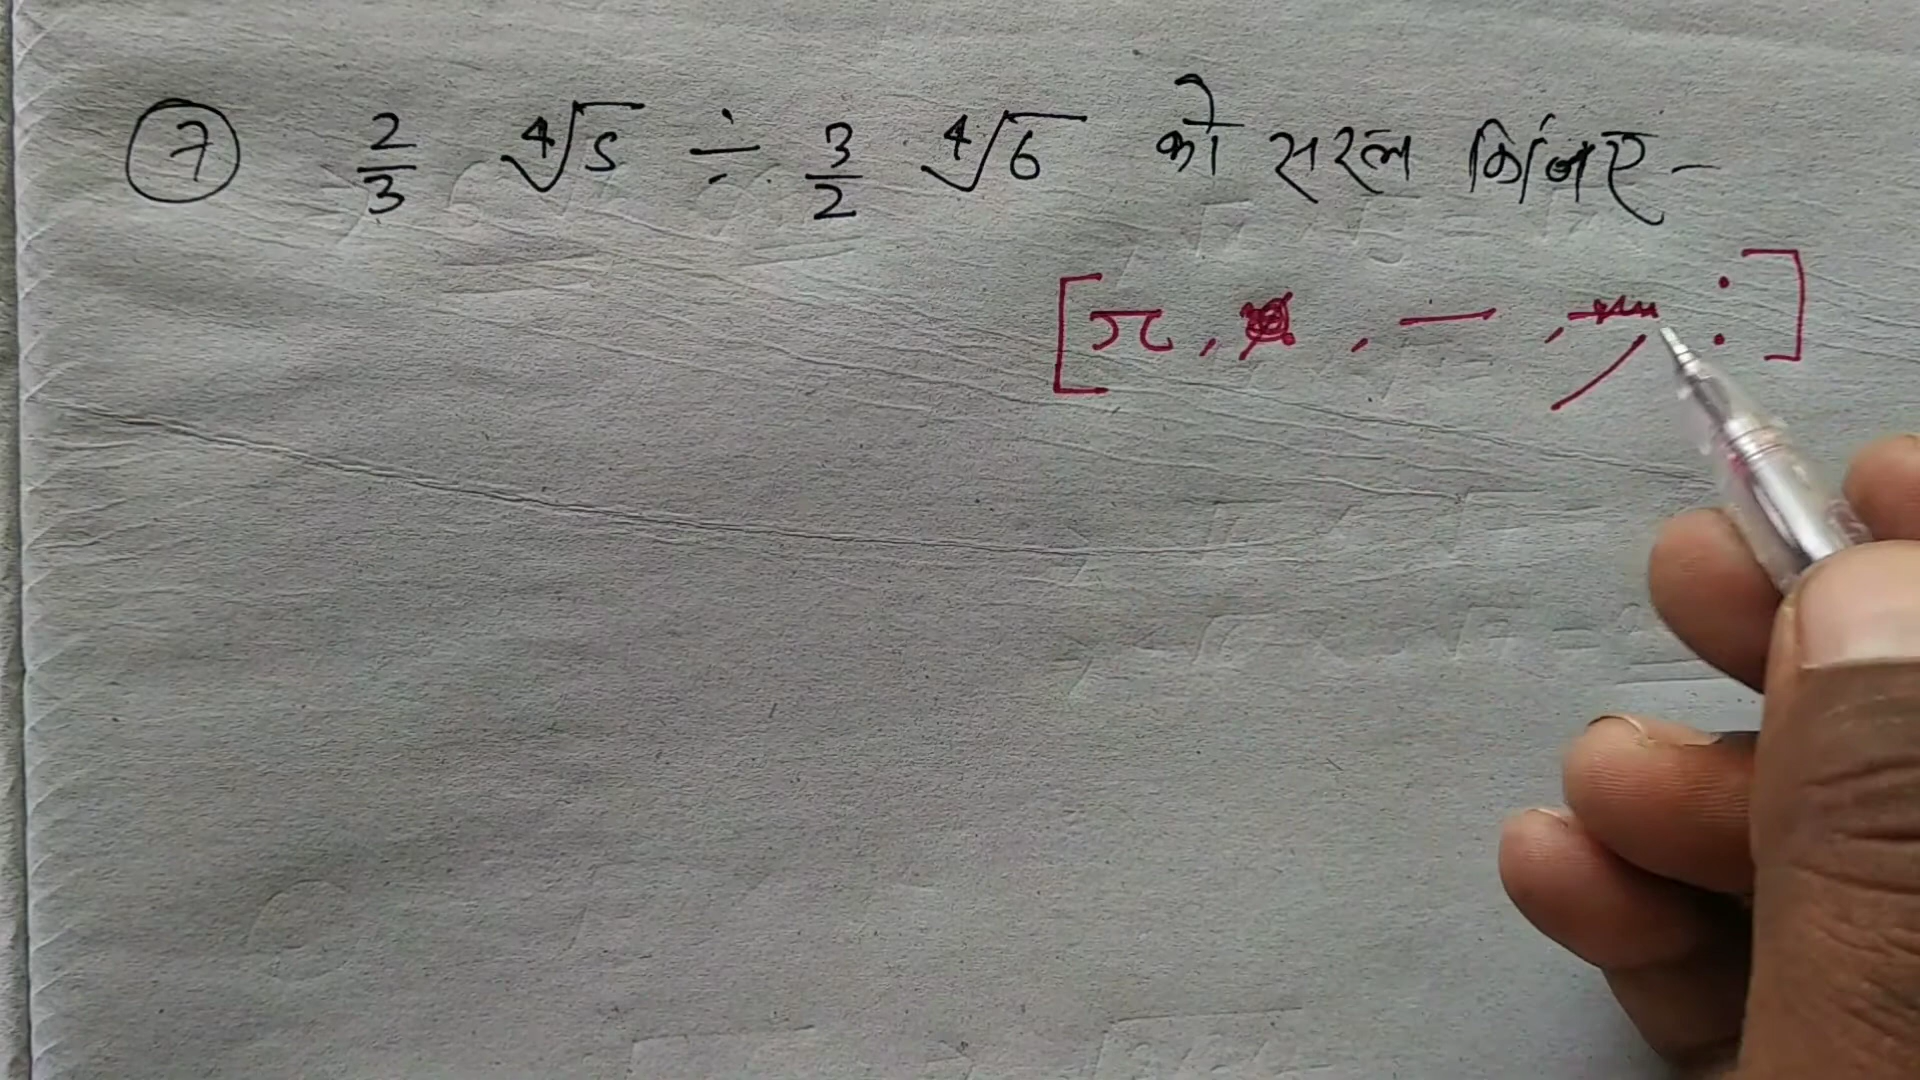 7 2/3 ∜5 ÷ 3/2 ∜6 को सरल किजिए-
[ x, , —, / : ]